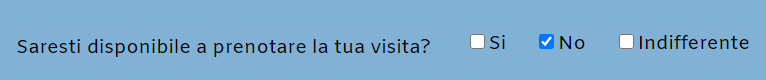 Saresti disponibile a prenotare la tua visita? Si No Indifferente